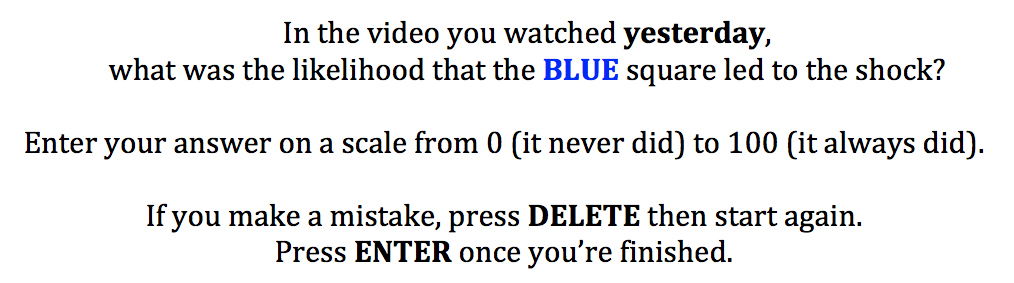 In the video you watched yesterday,
what was the likelihood that the BLUE square led to the shock?
Enter your answer on a scale from 0 (it never did) to 100 (it always did).
If you make a mistake, press DELETE then start again.
Press ENTER once you’re finished.